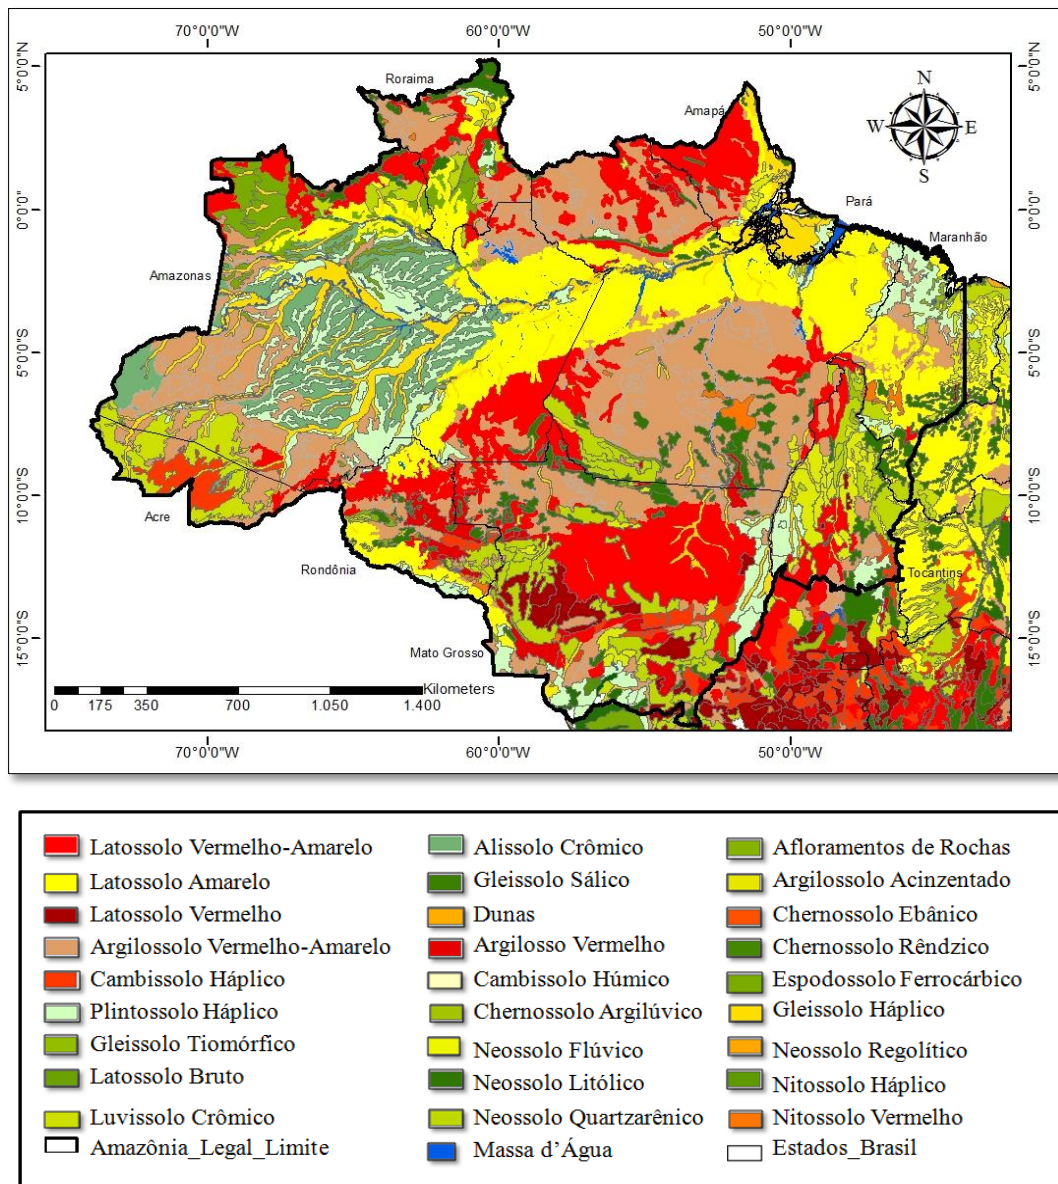 70°0'0"W 60°0'0"W 50°0'0"W
5°0'0"N
0°0'0"
5°0'0"S
10°0'0"S
15°0'0"S
5°0'0"N
0°0'0"
5°0'0"S
10°0'0"S
15°0'0"S
Roraima
Amapá
N
W E
S
Pará
Maranhão
Amazonas
Acre
Rondônia
Tocantins
Mato Grosso
Kilometers
0 175 350 700 1.050 1.400
70°0'0"W 60°0'0"W 50°0'0"W
Latossolo Vermelho-Amarelo
Latossolo Amarelo
Latossolo Vermelho
Argilossolo Vermelho-Amarelo
Cambissolo Háplico
Plintossolo Háplico
Gleissolo Tiomórfico
Latossolo Bruto
Luvissolo Crômico
Amazônia_Legal_Limite
Alissolo Crômico
Gleissolo Sálico
Dunas
Argilosso Vermelho
Cambissolo Húmico
Chernossolo Argilúvico
Neossolo Flúvico
Neossolo Litólico
Neossolo Quartzarênico
Massa d’Água
Afloramentos de Rochas
Argilossolo Acinzentado
Chernossolo Ebânico
Chernossolo Rêndzico
Espodossolo Ferrocárbico
Gleissolo Háplico
Neossolo Regolítico
Nitossolo Háplico
Nitossolo Vermelho
Estados_Brasil